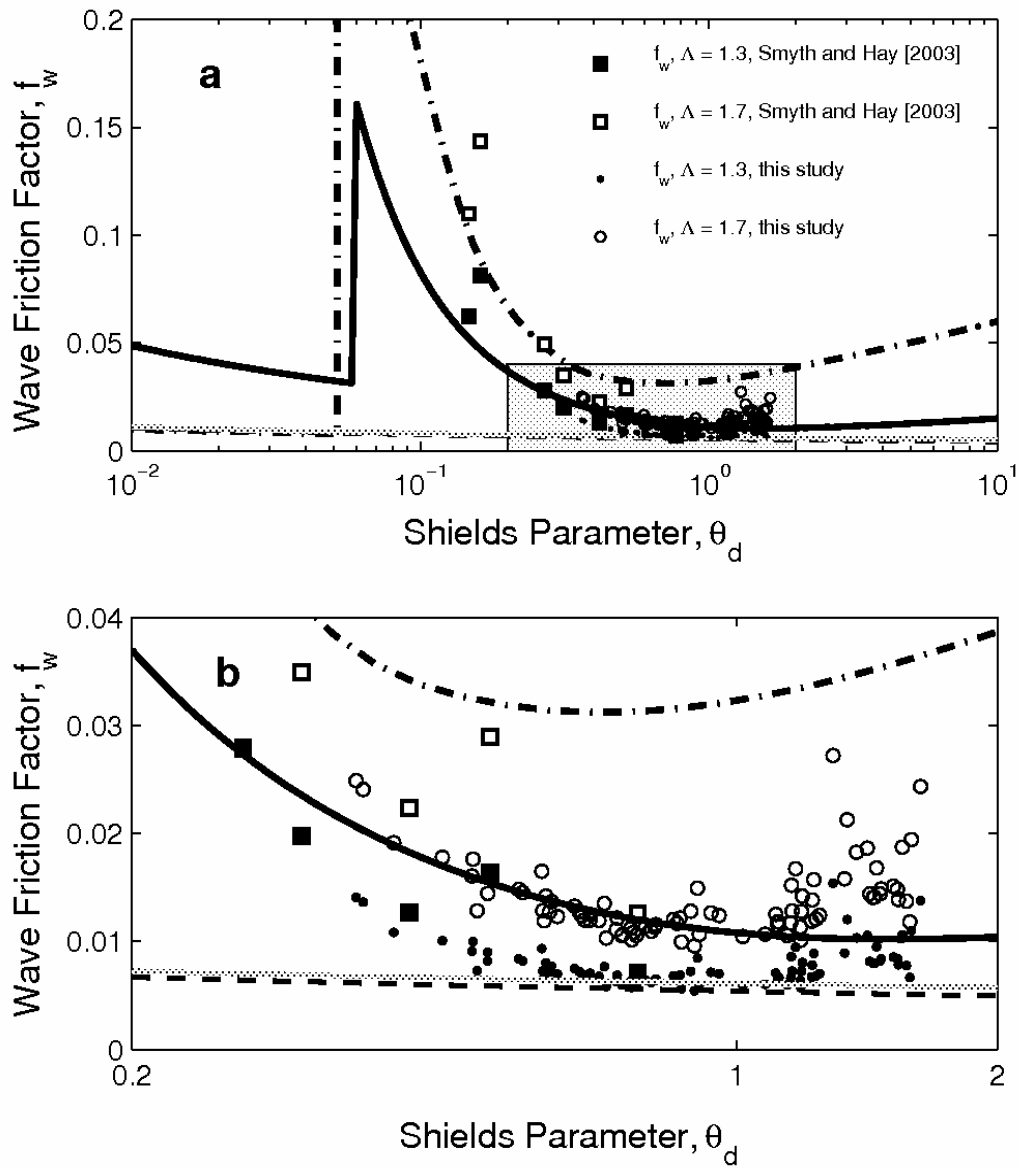 0.2
a
f_w, Λ = 1.3, Smyth and Hay [2003]
f_w, Λ = 1.7, Smyth and Hay [2003]
f_w, Λ = 1.3, this study
f_w, Λ = 1.7, this study
0.15
0.1
0.05
0
Wave Friction Factor, f_w
10^-2 10^-1 10^0 10^1
Shields Parameter, θ_d
0.04
b
0.03
0.02
0.01
0
Wave Friction Factor, f_w
0.2 1 2
Shields Parameter, θ_d